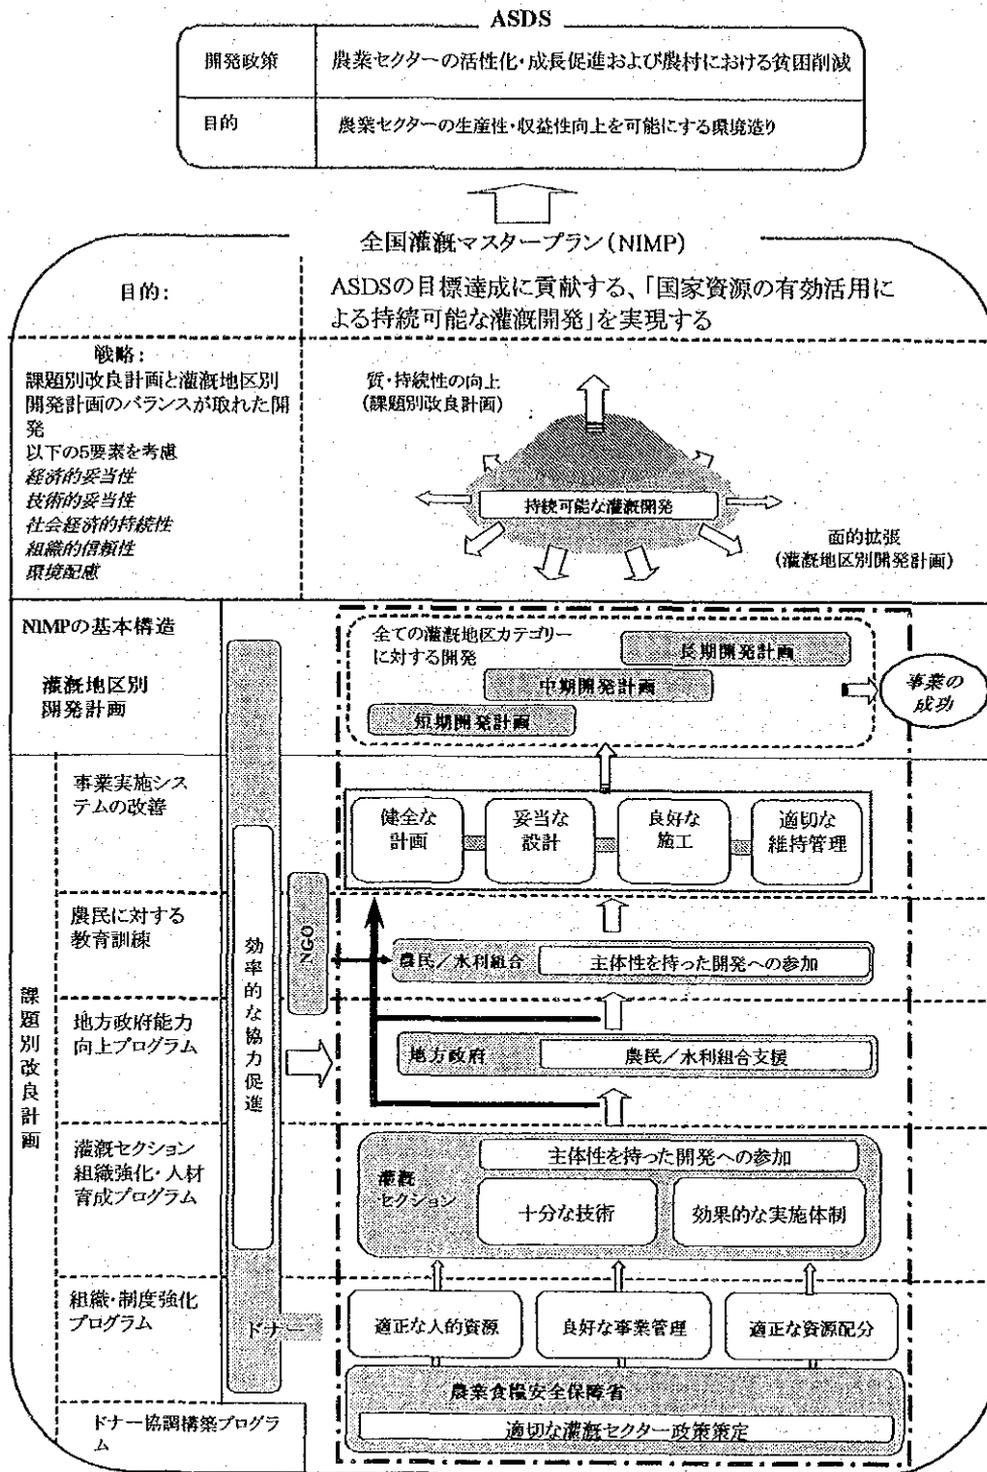 ASDS
開発政策
農業セクターの活性化・成長促進および農村における貧困削減
目的
農業セクターの生産性・収益性向上を可能にする環境造り
全国灌漑マスタープラン(NIMP)
目的:
ASDSの目標達成に貢献する、「国家資源の有効活用に
よる持続可能な灌漑開発」を実現する
戦略:
課題別改良計画と灌漑地区別
開発計画のバランスが取れた開
発
以下の5要素を考慮
経済的妥当性
技術的妥当性
社会経済的持続性
組織的信頼性
環境配慮
質・持続性の向上
(課題別改良計画)
持続可能な灌漑開発
面的拡張
(灌漑地区別開発計画)
NIMPの基本構造
灌漑地区別
開発計画
全ての灌漑地区カテゴリー
に対する開発
長期開発計画
中期開発計画
短期開発計画
事業の
成功
課題別改良計画
事業実施シス
テムの改善
健全な
計画
妥当な
設計
良好な
施工
適切な
維持管理
農民に対する
教育訓練
効率的な協力促進
NGO
農民/水利組合
主体性を持った開発への参加
地方政府能力
向上プログラム
地方政府
農民/水利組合支援
灌漑セクション
組織強化・人材
育成プログラム
灌漑
セクション
主体性を持った開発への参加
十分な技術
効果的な実施体制
組織・制度強化
プログラム
ドナー
適正な人的資源
良好な事業管理
適正な資源配分
農業食糧安全保障省
適切な灌漑セクター政策策定
ドナー協調構築プログラ
ム